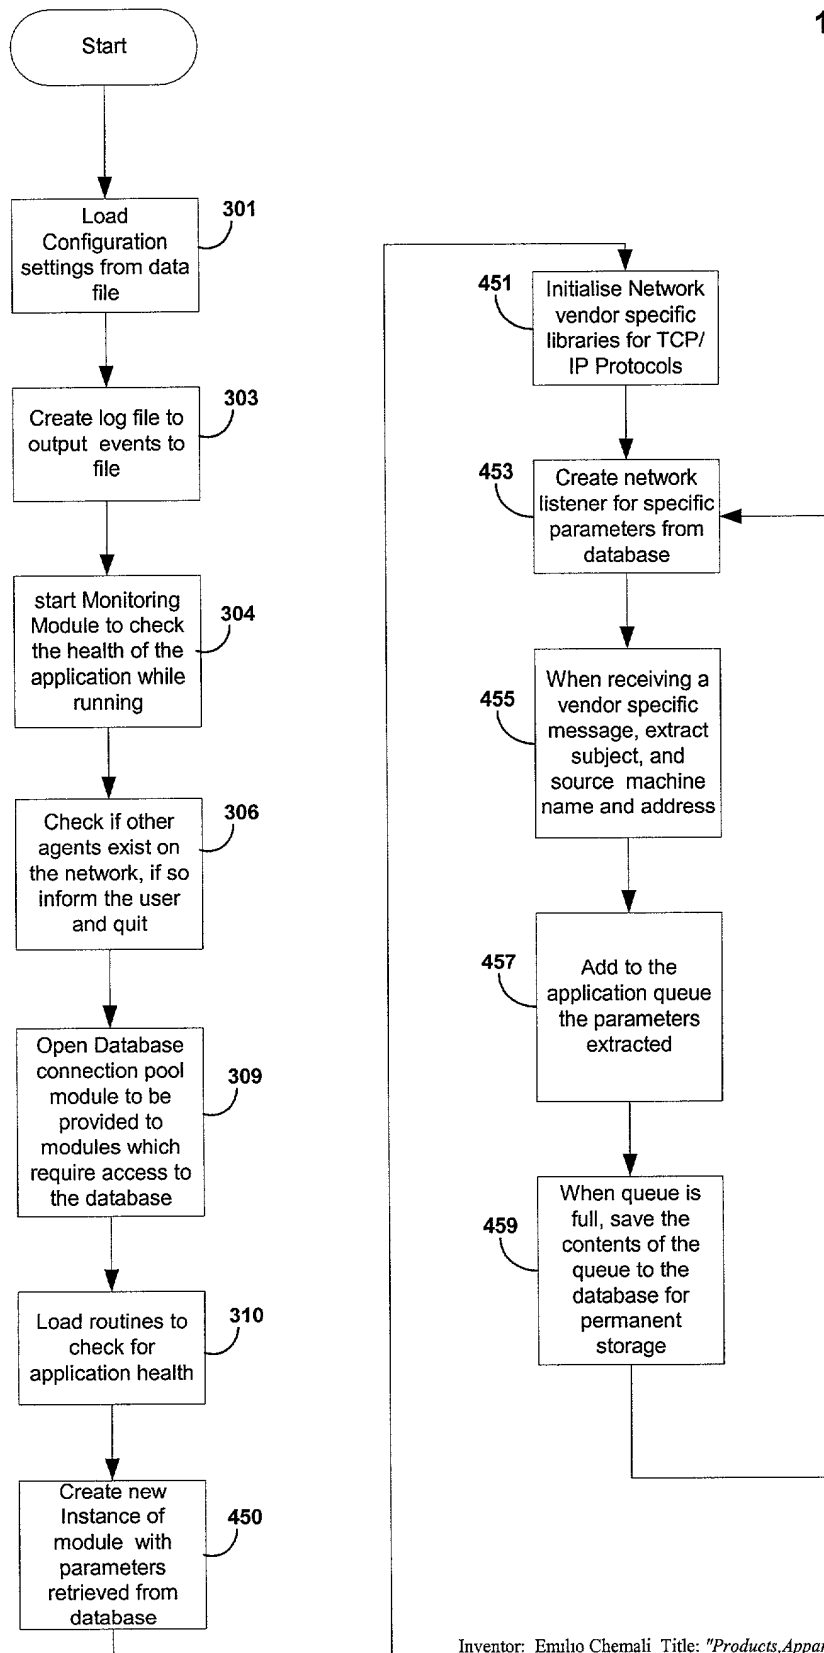 Start
1
Load
Configuration
settings from data
file
301
Create log file to
output events to
file
303
start Monitoring
Module to check
the health of the
application while
running
304
Check if other
agents exist on
the network, if so
inform the user
and quit
306
Open Database
connection pool
module to be
provided to
modules which
require access to
the database
309
Load routines to
check for
application health
310
Create new
Instance of
module with
parameters
retrieved from
database
450
451
Initialise Network
vendor specific
libraries for TCP/
IP Protocols
453
Create network
listener for specific
parameters from
database
455
When receiving a
vendor specific
message, extract
subject, and
source machine
name and address
457
Add to the
application queue
the parameters
extracted
459
When queue is
full, save the
contents of the
queue to the
database for
permanent
storage
Inventor: Emilio Chemali Title: "Products,Appar